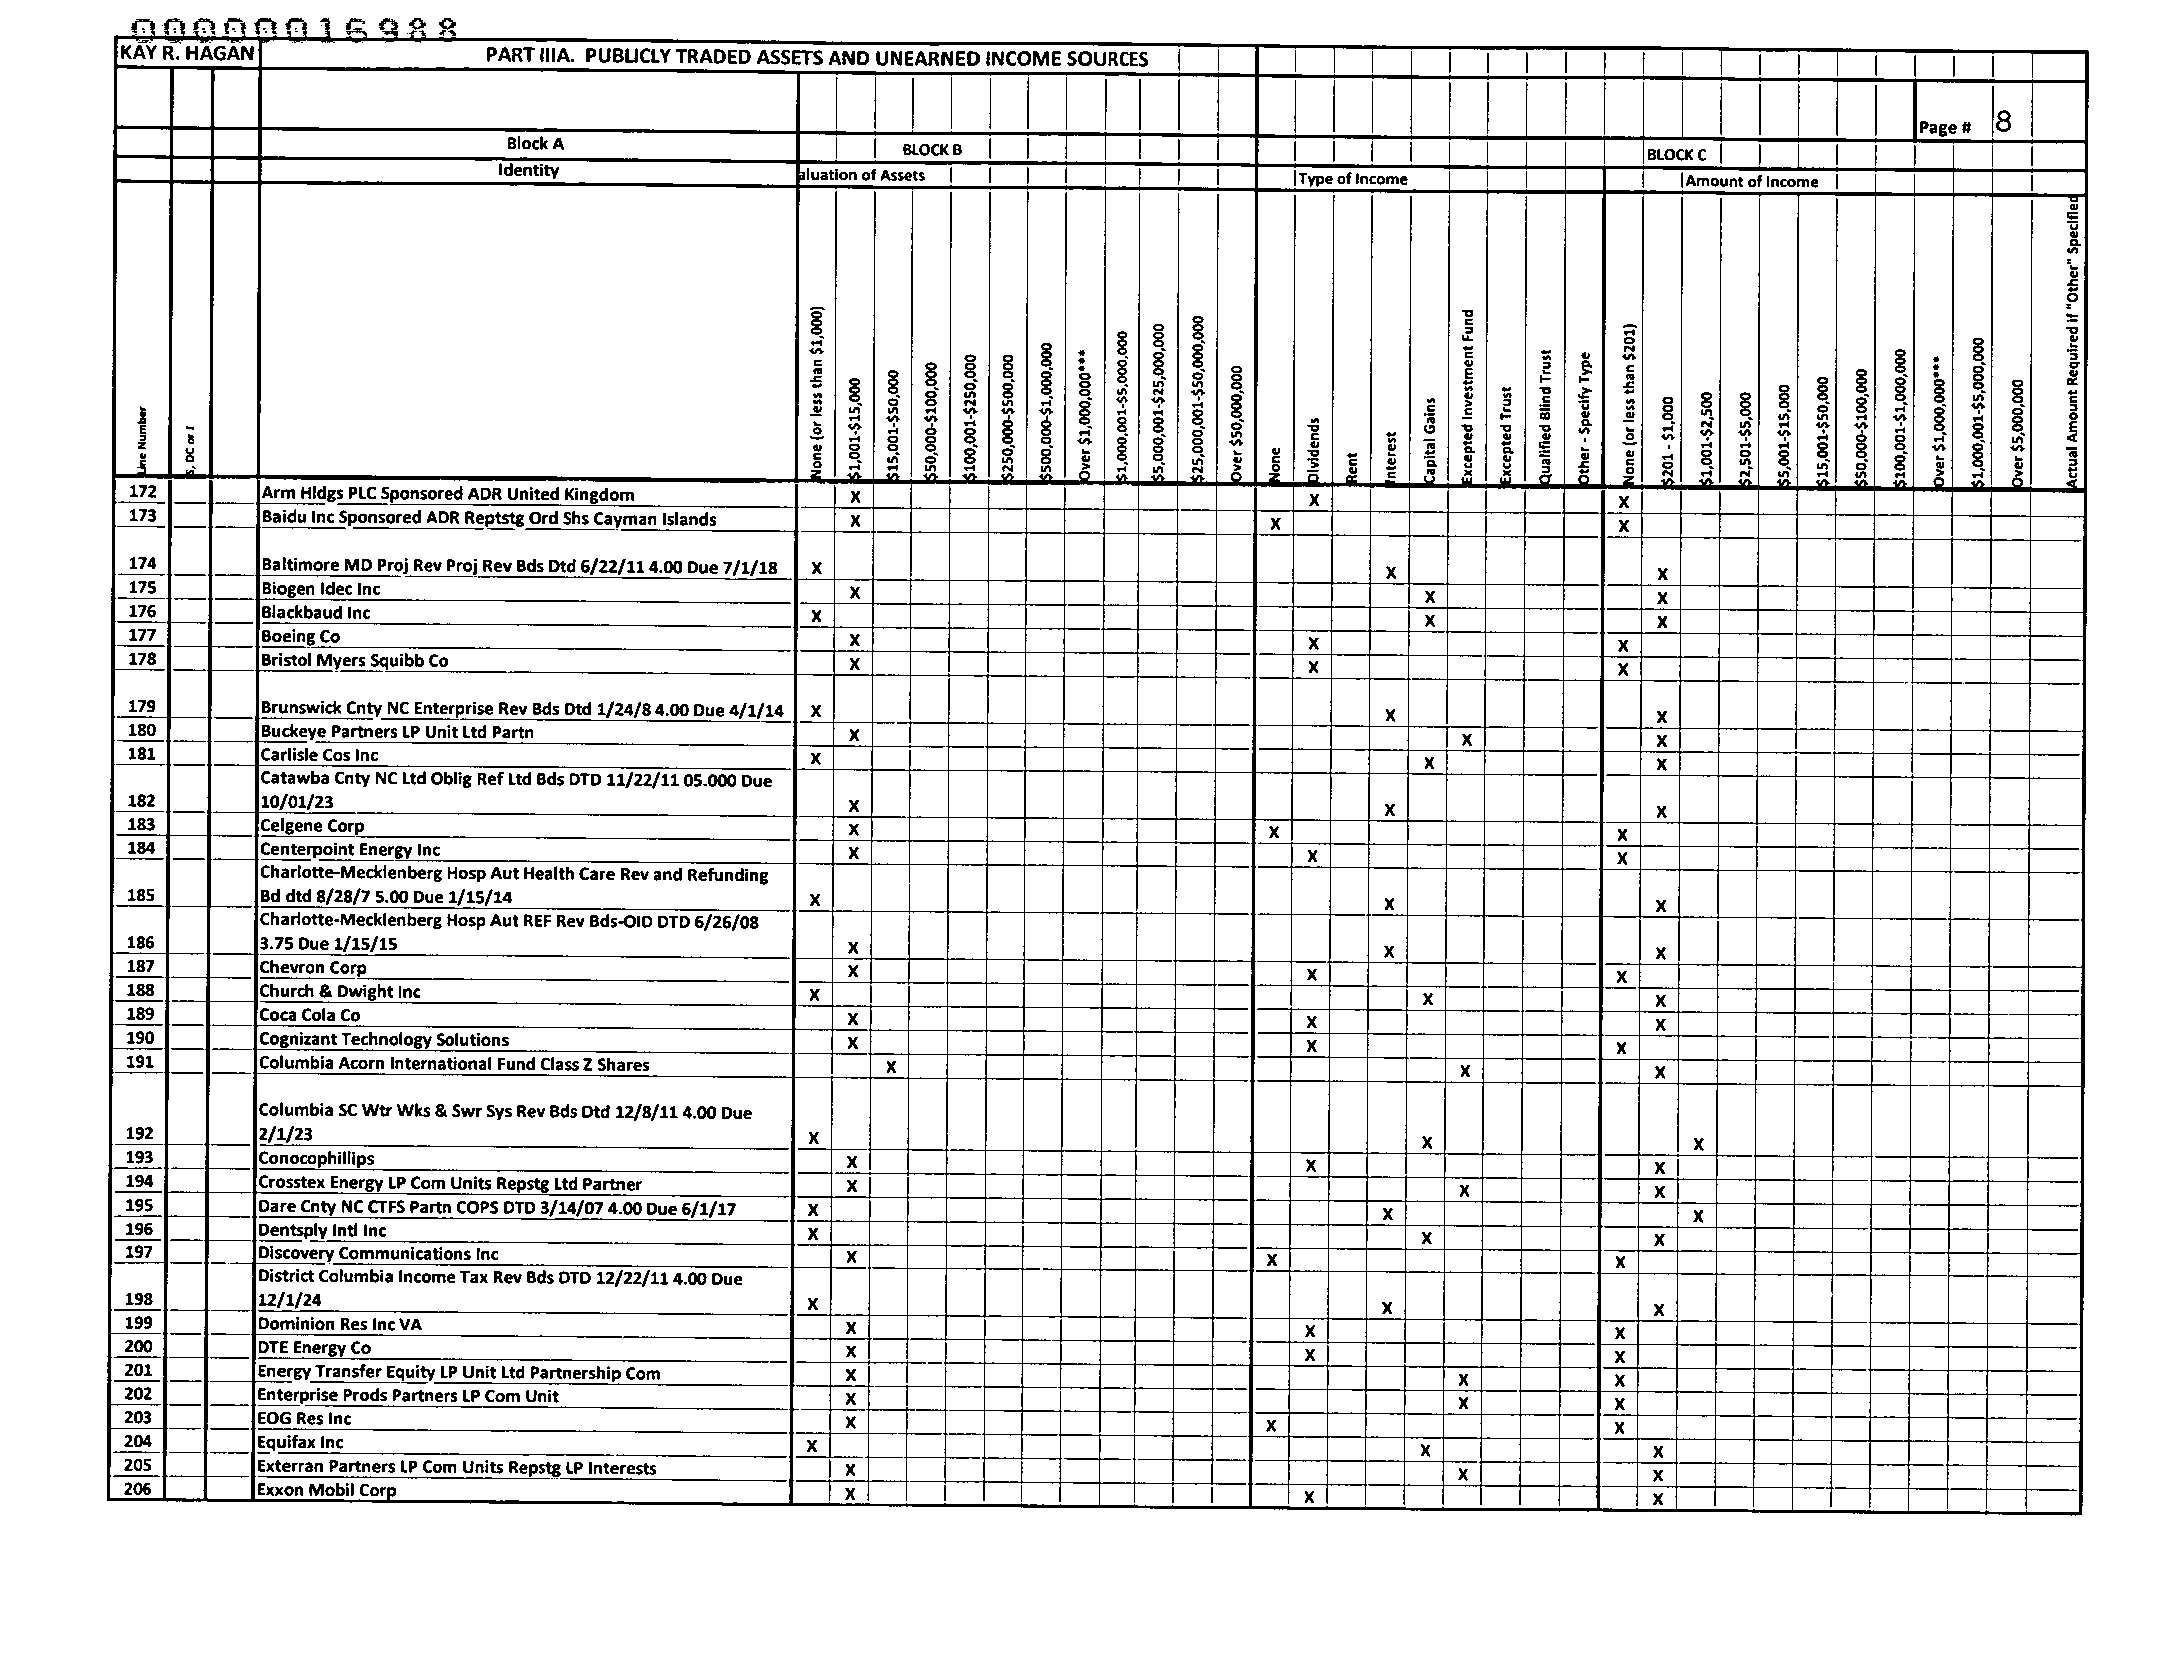 00000016988
KAY R. HAGAN PART IIIA. PUBLICLY TRADED ASSETS AND UNEARNED INCOME SOURCES
Page # 8
Block A BLOCK B BLOCK C
Identity aluation of Assets Type of Income Amount of Income
Line Number
S, DC or J
None (or less than $1,000)
$1,001-$15,000
$15,001-$50,000
$50,000-$100,000
$100,001-$250,000
$250,000-$500,000
$500,000-$1,000,000
Over $1,000,000***
$1,000,001-$5,000,000
$5,000,001-$25,000,000
$25,000,001-$50,000,000
Over $50,000,000
None
Dividends
Rent
Interest
Capital Gains
Excepted Investment Fund
Excepted Trust
Qualified Blind Trust
Other - Specify Type
None (or less than $201)
$201 - $1,000
$1,001-$2,500
$2,501-$5,000
$5,001-$15,000
$15,001-$50,000
$50,000-$100,000
$100,001-$1,000,000
Over $1,000,000***
$1,000,001-$5,000,000
Over $5,000,000
Actual Amount Required if "Other" Specified
172 Arm Hldgs PLC Sponsored ADR United Kingdom X X X
173 Baidu Inc Sponsored ADR Reptstg Ord Shs Cayman Islands X X X
174 Baltimore MD Proj Rev Proj Rev Bds Dtd 6/22/11 4.00 Due 7/1/18 X X X
175 Biogen Idec Inc X X X
176 Blackbaud Inc X X X
177 Boeing Co X X X
178 Bristol Myers Squibb Co X X X
179 Brunswick Cnty NC Enterprise Rev Bds Dtd 1/24/8 4.00 Due 4/1/14 X X X
180 Buckeye Partners LP Unit Ltd Partn X X X
181 Carlisle Cos Inc X X X
Catawba Cnty NC Ltd Oblig Ref Ltd Bds DTD 11/22/11 05.000 Due
182 10/01/23 X X X
183 Celgene Corp X X X
184 Centerpoint Energy Inc X X X
Charlotte-Mecklenberg Hosp Aut Health Care Rev and Refunding
185 Bd dtd 8/28/7 5.00 Due 1/15/14 X X X
Charlotte-Mecklenberg Hosp Aut REF Rev Bds-OID DTD 6/26/08
186 3.75 Due 1/15/15 X X X
187 Chevron Corp X X X
188 Church & Dwight Inc X X X
189 Coca Cola Co X X X
190 Cognizant Technology Solutions X X X
191 Columbia Acorn International Fund Class Z Shares X X X
Columbia SC Wtr Wks & Swr Sys Rev Bds Dtd 12/8/11 4.00 Due
192 2/1/23 X X X
193 Conocophillips X X X
194 Crosstex Energy LP Com Units Repstg Ltd Partner X X X
195 Dare Cnty NC CTFS Partn COPS DTD 3/14/07 4.00 Due 6/1/17 X X X
196 Dentsply Intl Inc X X X
197 Discovery Communications Inc X X X
District Columbia Income Tax Rev Bds DTD 12/22/11 4.00 Due
198 12/1/24 X X X
199 Dominion Res Inc VA X X X
200 DTE Energy Co X X X
201 Energy Transfer Equity LP Unit Ltd Partnership Com X X X
202 Enterprise Prods Partners LP Com Unit X X X
203 EOG Res Inc X X X
204 Equifax Inc X X X
205 Exterran Partners LP Com Units Repstg LP Interests X X X
206 Exxon Mobil Corp X X X